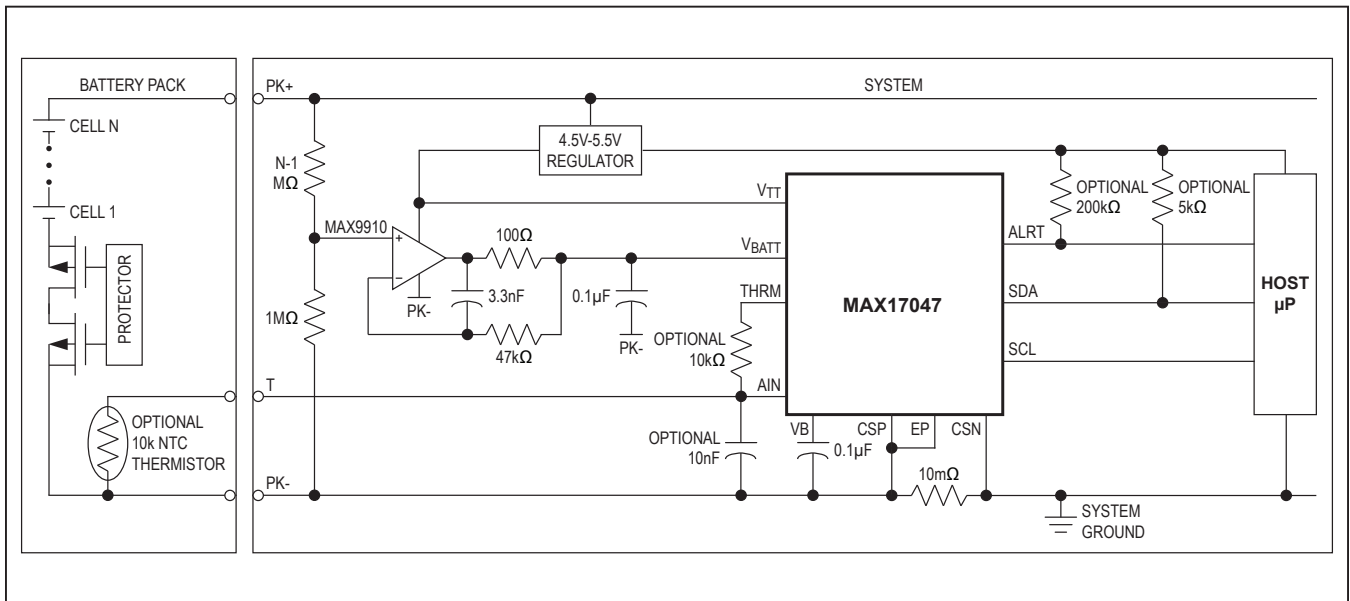 BATTERY PACK
CELL N
CELL 1
PROTECTOR
OPTIONAL
10k NTC
THERMISTOR
PK+
SYSTEM
4.5V-5.5V
REGULATOR
N-1
MΩ
MAX9910
+
−
PK-
1MΩ
100Ω
3.3nF
47kΩ
0.1µF
PK-
T
PK-
VTT
VBATT
THRM
OPTIONAL
10kΩ
AIN
OPTIONAL
10nF
MAX17047
VB
0.1µF
CSP
EP
CSN
10mΩ
OPTIONAL
200kΩ
OPTIONAL
5kΩ
ALRT
SDA
SCL
HOST
µP
SYSTEM
GROUND